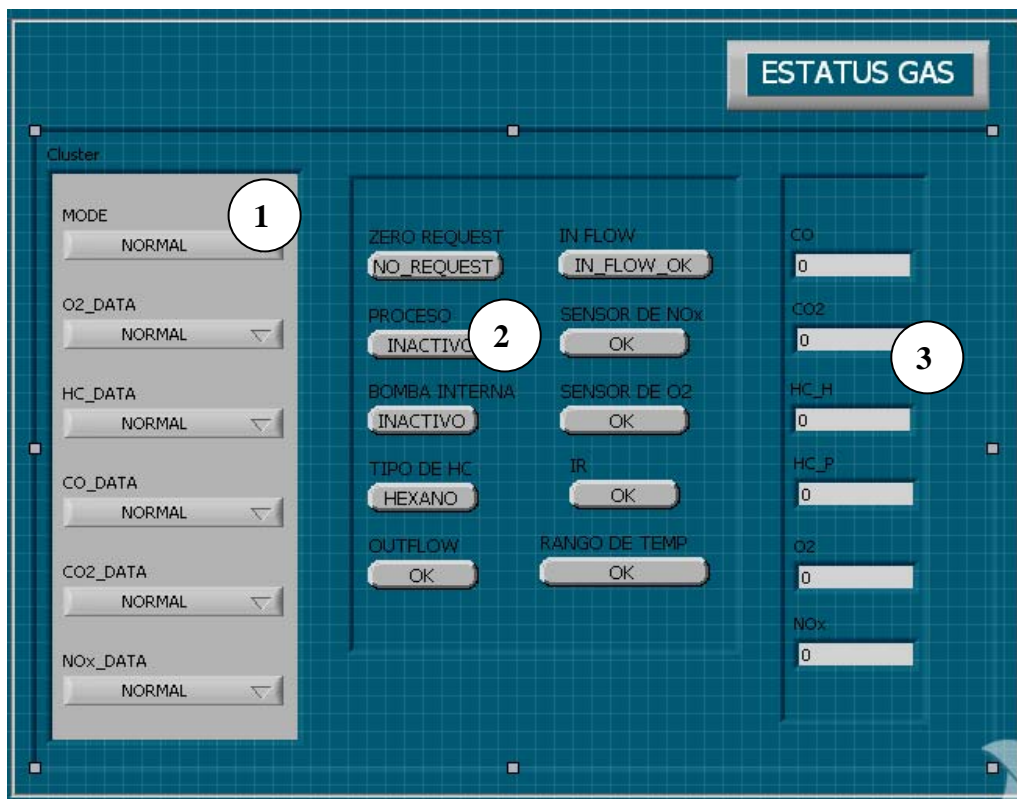 ESTATUS GAS
Cluster
1
MODE
NORMAL
O2_DATA
NORMAL
HC_DATA
NORMAL
CO_DATA
NORMAL
CO2_DATA
NORMAL
NOx_DATA
NORMAL
2
ZERO REQUEST
NO_REQUEST
PROCESO
INACTIVO
BOMBA INTERNA
INACTIVO
TIPO DE HC
HEXANO
OUTFLOW
OK
IN FLOW
IN_FLOW_OK
SENSOR DE NOx
OK
SENSOR DE O2
OK
IR
OK
RANGO DE TEMP
OK
3
CO
0
CO2
0
HC_H
0
HC_P
0
O2
0
NOx
0